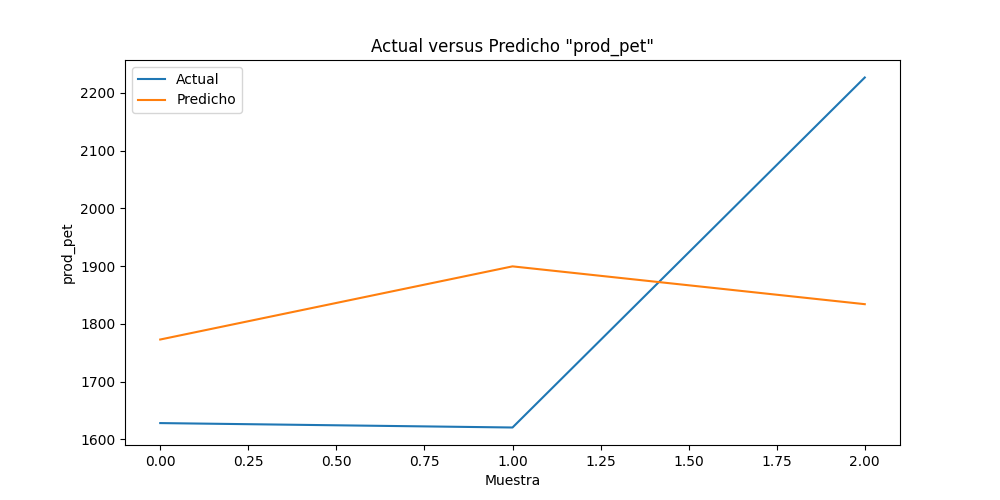 Actual versus Predicho "prod_pet"
Actual
Predicho
2200
2100
2000
1900
1800
1700
1600
prod_pet
0.00 0.25 0.50 0.75 1.00 1.25 1.50 1.75 2.00
Muestra